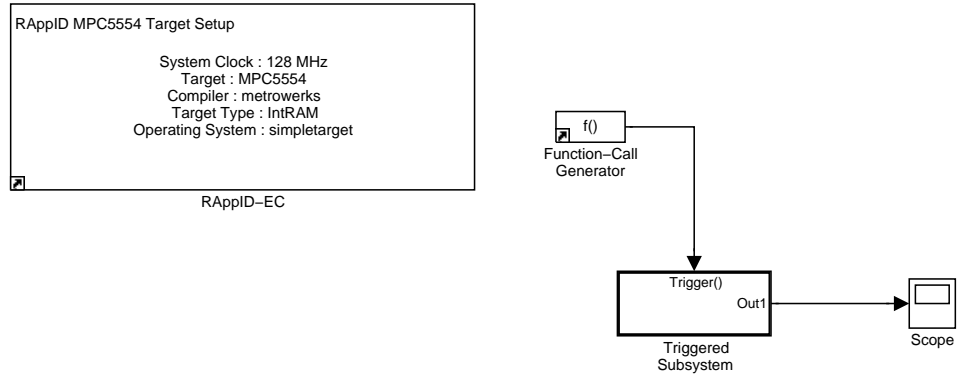 RAppID MPC5554 Target Setup
System Clock : 128 MHz
Target : MPC5554
Compiler : metrowerks
Target Type : IntRAM
Operating System : simpletarget
RAppID−EC
f()
Function−Call
Generator
Trigger()
Out1
Triggered
Subsystem
Scope